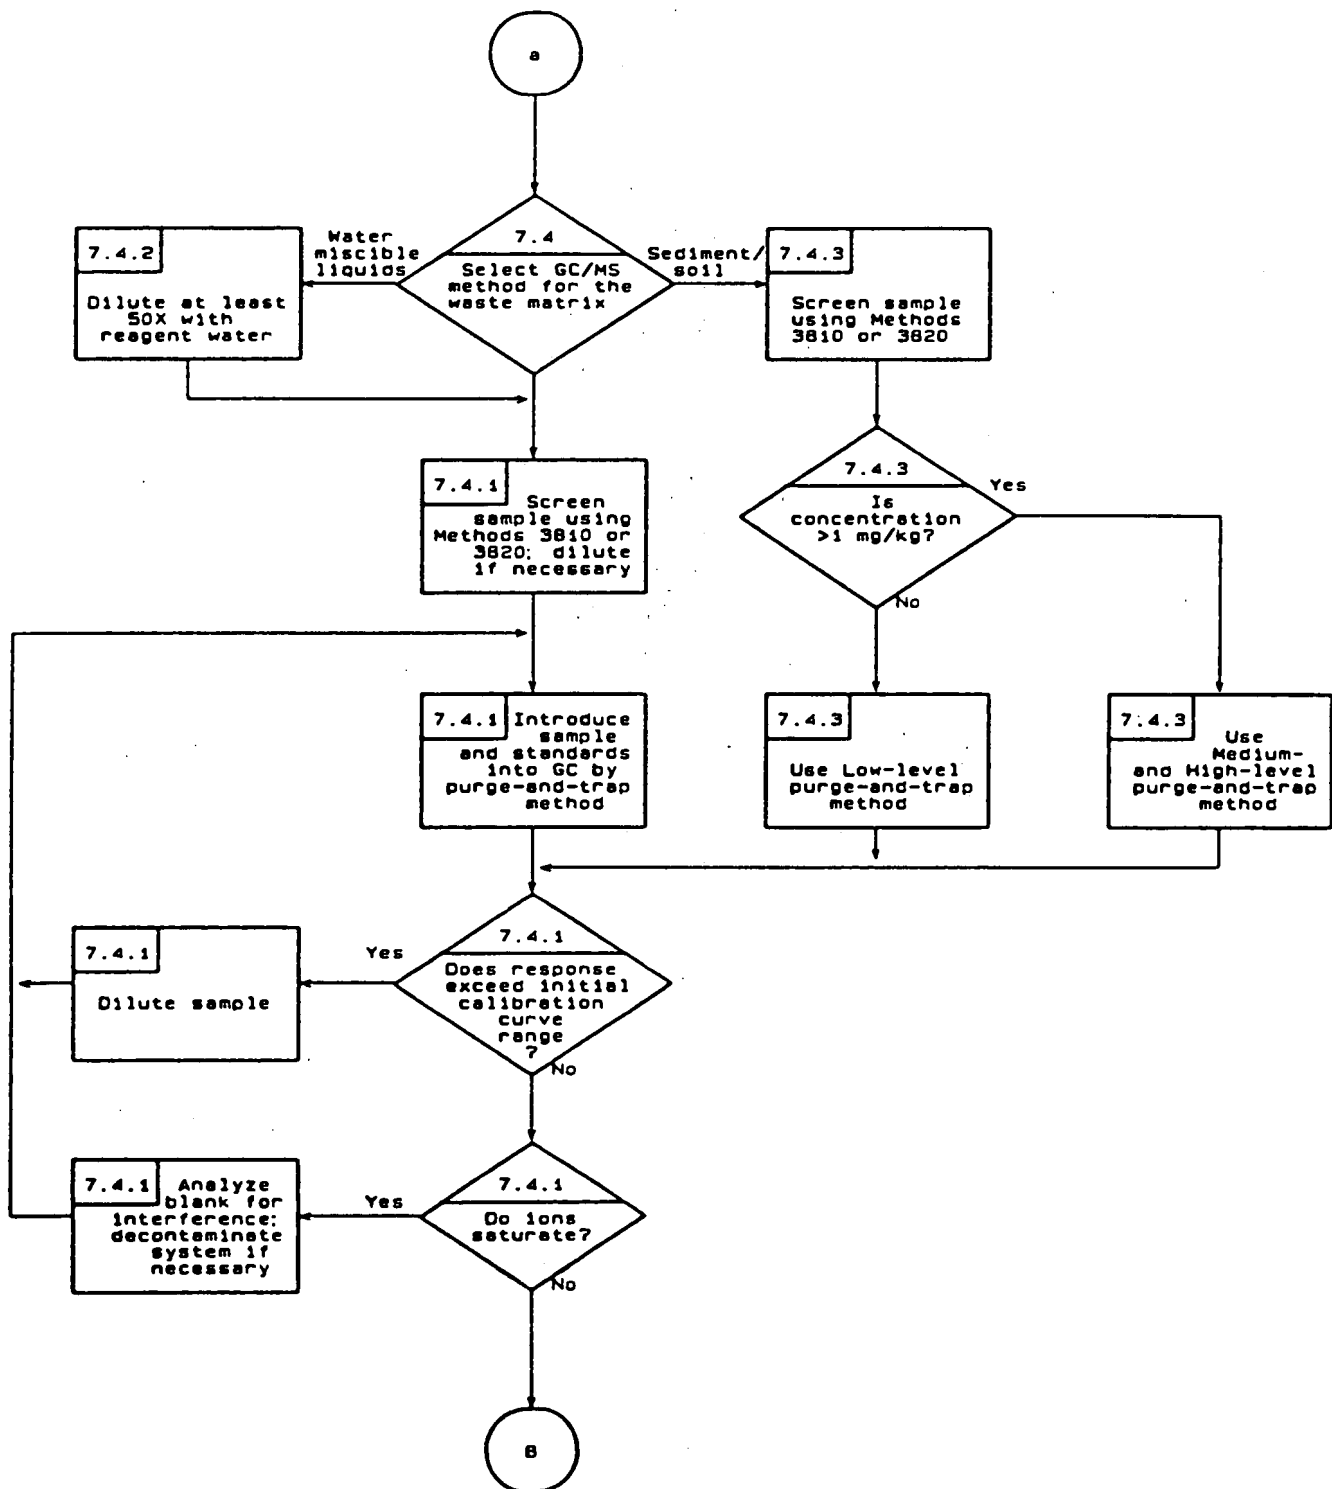 a
7.4
Select GC/MS
method for the
waste matrix
Water
miscible
liquids
Sediment/
soil
7.4.2
Dilute at least
50X with
reagent water
7.4.3
Screen sample
using Methods
3810 or 3820
7.4.1
Screen
sample using
Methods 3810 or
3820; dilute
if necessary
7.4.3
Is
concentration
>1 mg/kg?
Yes
No
7.4.1
Introduce
sample
and standards
into GC by
purge-and-trap
method
7.4.3
Use Low-level
purge-and-trap
method
7.4.3
Use
Medium-
and High-level
purge-and-trap
method
7.4.1
Does response
exceed initial
calibration
curve
range
?
Yes
No
7.4.1
Dilute sample
7.4.1
Do ions
saturate?
Yes
No
7.4.1
Analyze
blank for
interference;
decontaminate
system if
necessary
B